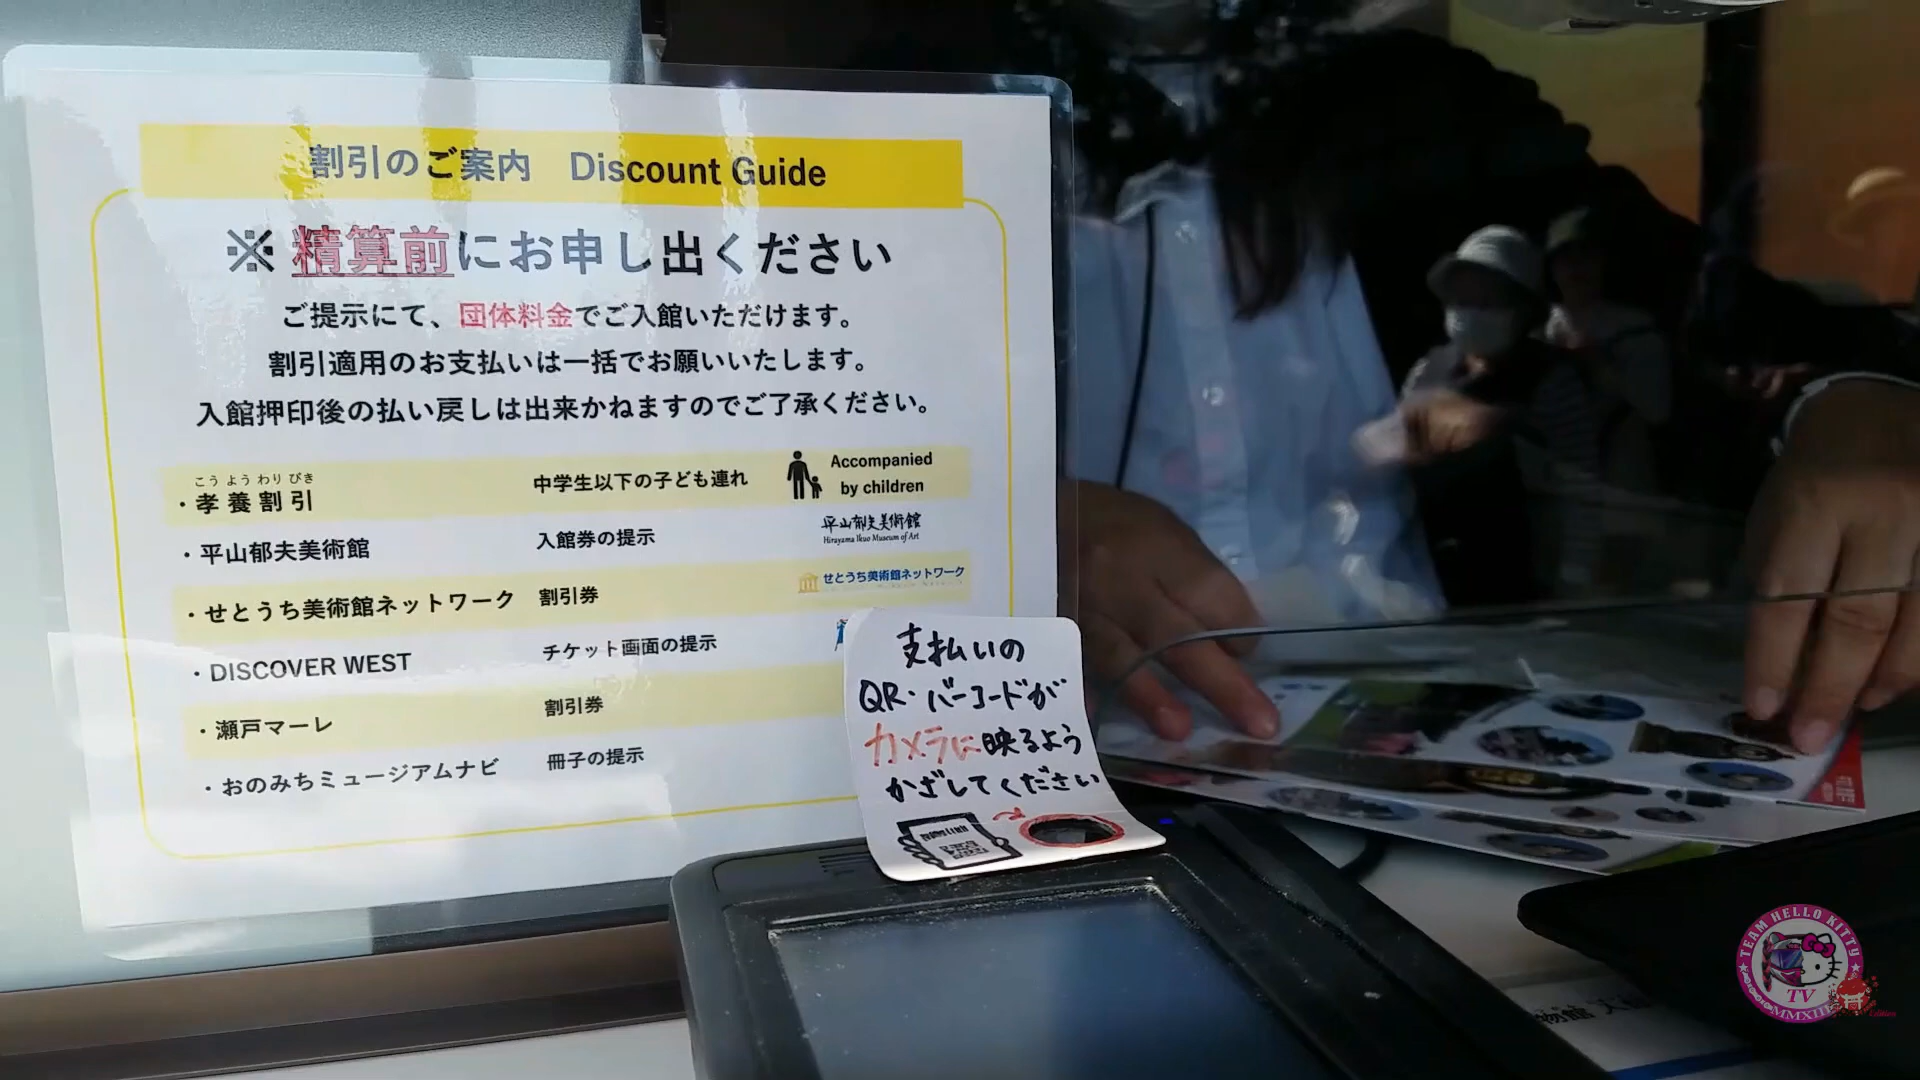 割引のご案内 Discount Guide
※精算前にお申し出ください
ご提示にて、団体料金でご入館いただけます。
割引適用のお支払いは一括でお願いいたします。
入館押印後の払い戻しは出来かねますのでご了承ください。
こう よう わり びき
・孝養割引 中学生以下の子ども連れ Accompanied
by children
・平山郁夫美術館 入館券の提示 平山郁夫美術館
Hirayama Ikuo Museum of Art
・せとうち美術館ネットワーク 割引券 せとうち美術館ネットワーク
・DISCOVER WEST チケット画面の提示
・瀬戸マーレ 割引券
・おのみちミュージアムナビ 冊子の提示
支払いの
QR・バーコードが
カメラに映るよう
かざしてください
TEAM HELLO KITTY
TV
Edition